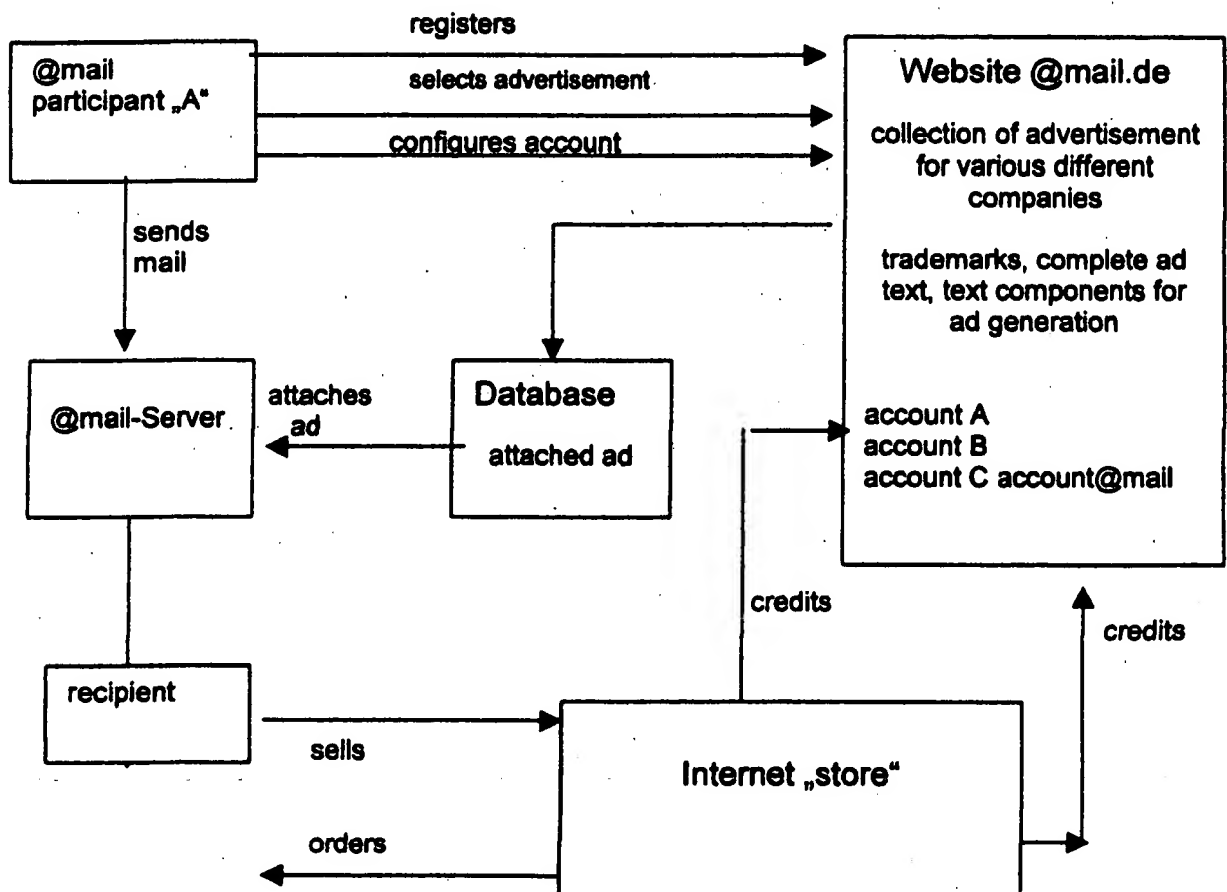 registers
@mail
participant „A“
selects advertisement
configures account
Website @mail.de
collection of advertisement
for various different
companies
trademarks, complete ad
text, text components for
ad generation
account A
account B
account C account@mail
sends
mail
@mail-Server
attaches
ad
Database
attached ad
credits
credits
recipient
sells
Internet „store“
orders